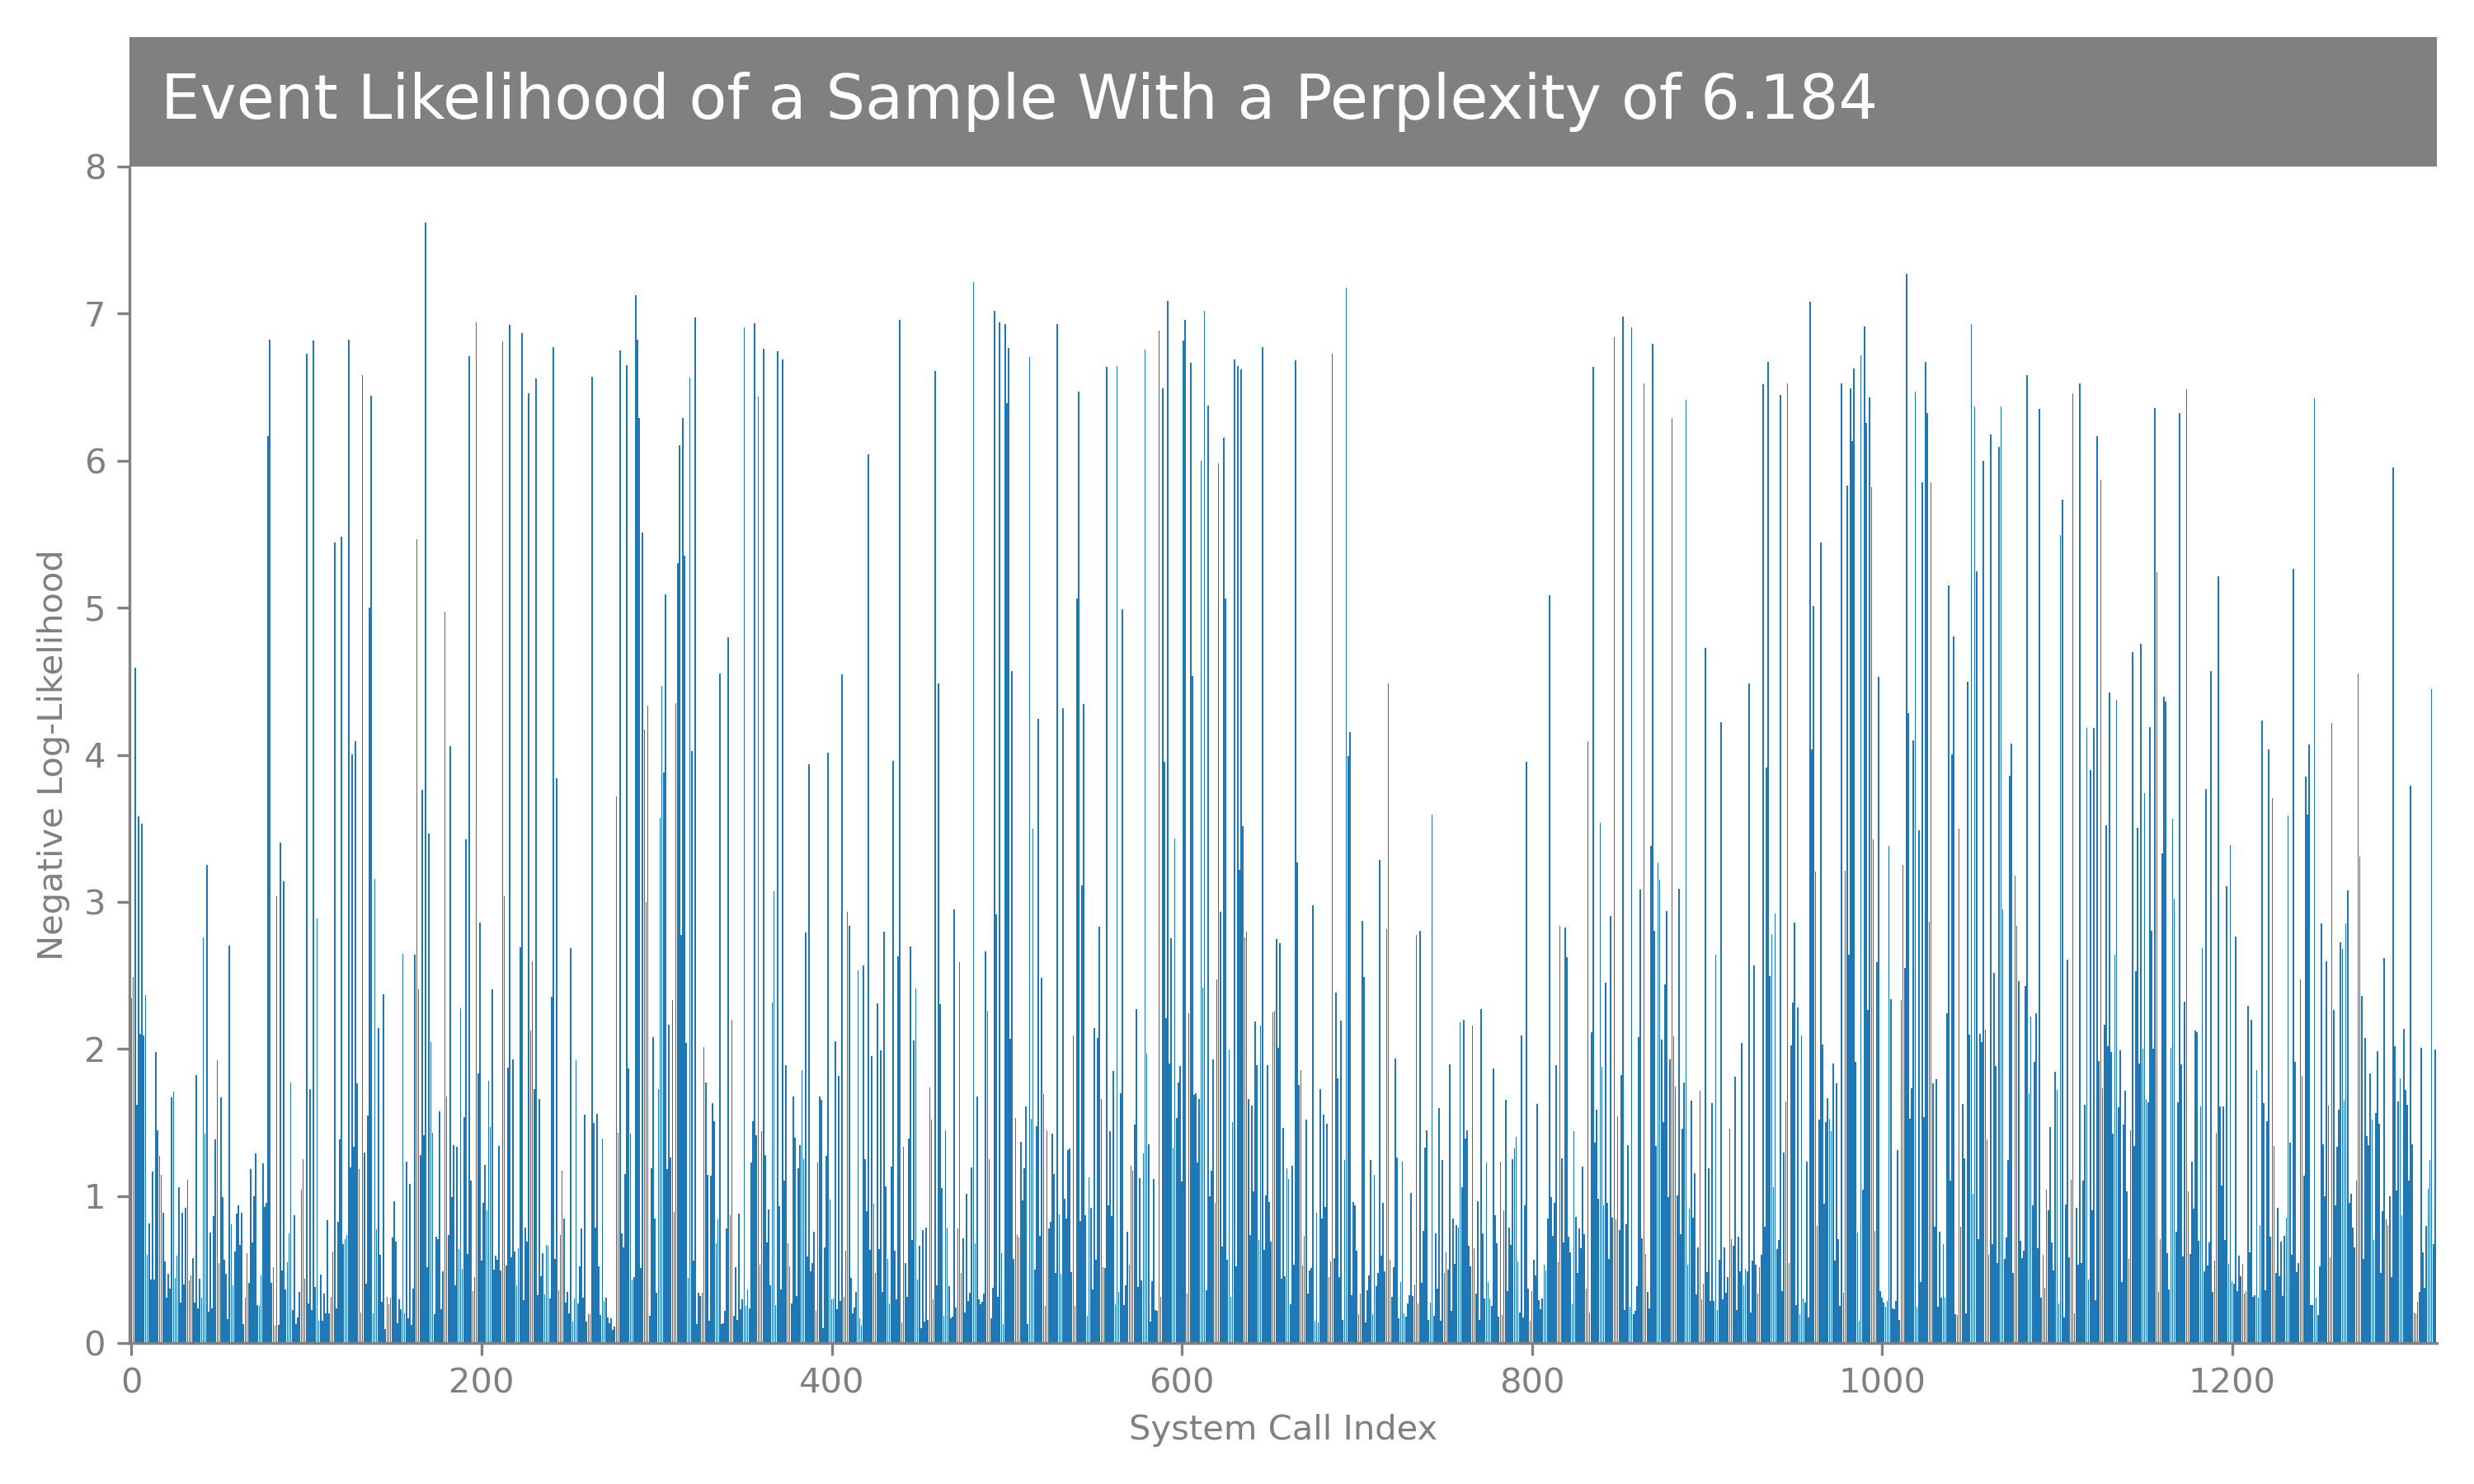 Event Likelihood of a Sample With a Perplexity of 6.184
8
7
6
5
4
3
2
1
0
Negative Log-Likelihood
0 200 400 600 800 1000 1200
System Call Index